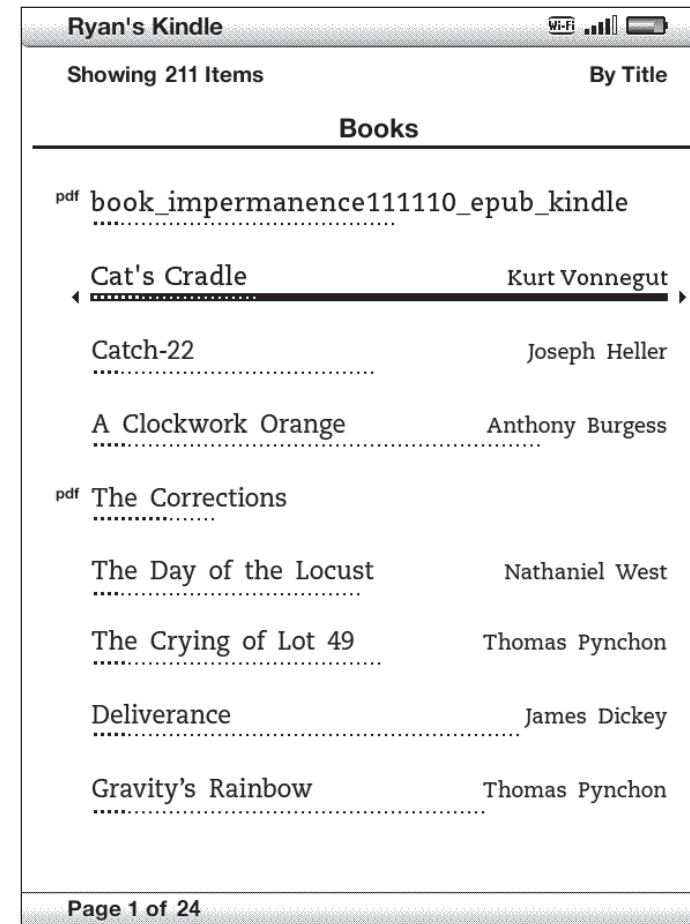 Ryan's Kindle Wi-Fi
Showing 211 Items By Title
Books
pdf book_impermanence111110_epub_kindle
Cat's Cradle Kurt Vonnegut
Catch-22 Joseph Heller
A Clockwork Orange Anthony Burgess
pdf The Corrections
The Day of the Locust Nathaniel West
The Crying of Lot 49 Thomas Pynchon
Deliverance James Dickey
Gravity’s Rainbow Thomas Pynchon
Page 1 of 24